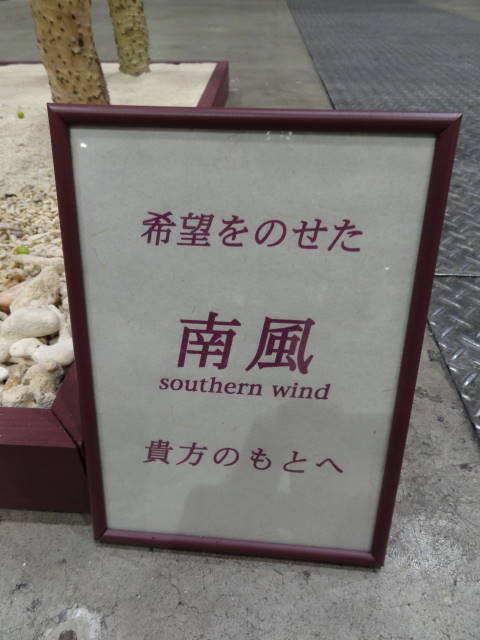 希望をのせた
南風
southern wind
貴方のもとへ